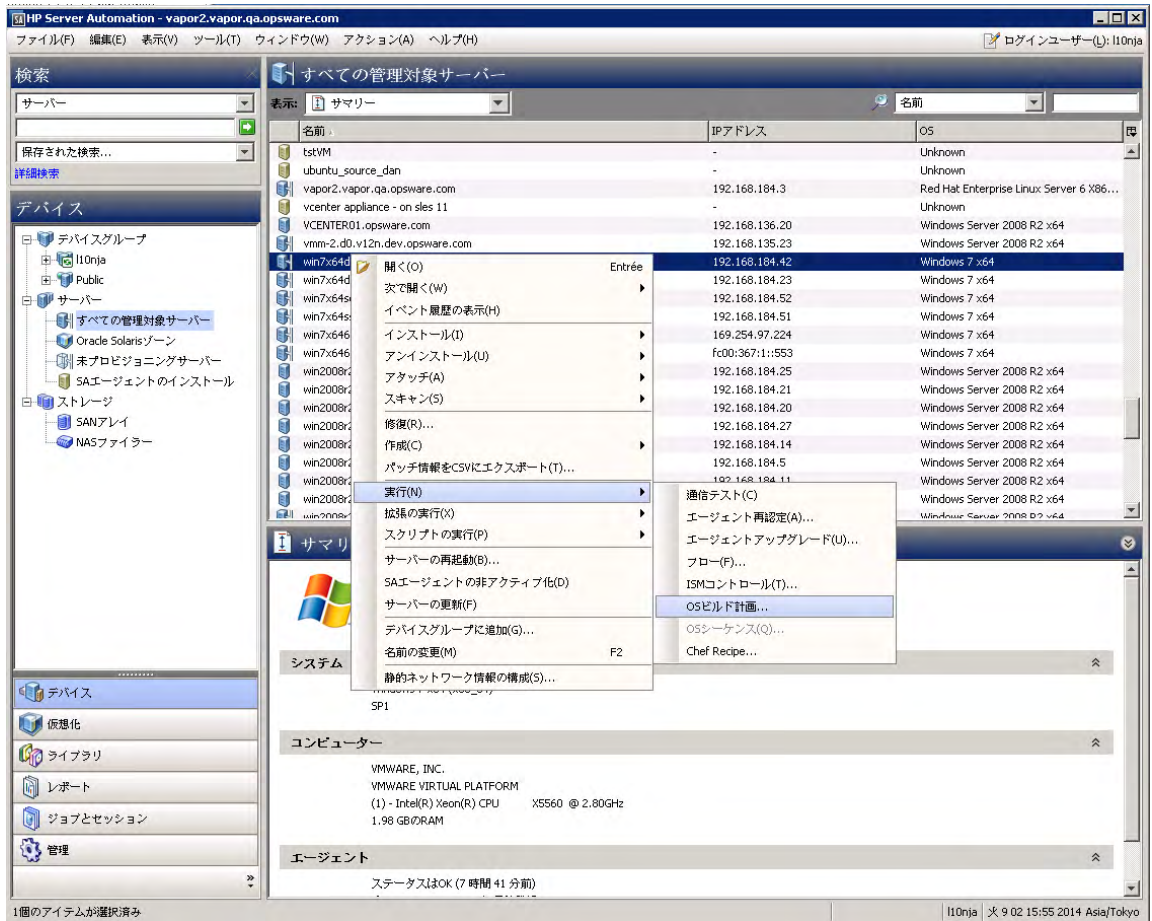 HP Server Automation - vapor2.vapor.qa.opsware.com
ファイル(F) 編集(E) 表示(V) ツール(T) ウィンドウ(W) アクション(A) ヘルプ(H) ログインユーザー(L): l10nja
検索
サーバー
保存された検索...
詳細検索
デバイス
デバイスグループ
l10nja
Public
サーバー
すべての管理対象サーバー
Oracle Solarisゾーン
未プロビジョニングサーバー
SAエージェントのインストール
ストレージ
SANアレイ
NASファイラー
デバイス
仮想化
ライブラリ
レポート
ジョブとセッション
管理
すべての管理対象サーバー
表示: サマリー 名前
名前 IPアドレス OS
tstVM - Unknown
ubuntu_source_dan - Unknown
vapor2.vapor.qa.opsware.com 192.168.184.3 Red Hat Enterprise Linux Server 6 X86...
vcenter appliance - on sles 11 - Unknown
VCENTER01.opsware.com 192.168.136.20 Windows Server 2008 R2 x64
vmm-2.d0.v12n.dev.opsware.com 192.168.135.23 Windows Server 2008 R2 x64
win7x64d 192.168.184.42 Windows 7 x64
win7x64d 192.168.184.23 Windows 7 x64
win7x64s 192.168.184.52 Windows 7 x64
win7x64s 192.168.184.51 Windows 7 x64
win7x646 169.254.97.224 Windows 7 x64
win7x646 fc00:367:1::553 Windows 7 x64
win2008r2 192.168.184.25 Windows Server 2008 R2 x64
win2008r2 192.168.184.21 Windows Server 2008 R2 x64
win2008r2 192.168.184.20 Windows Server 2008 R2 x64
win2008r2 192.168.184.27 Windows Server 2008 R2 x64
win2008r2 192.168.184.14 Windows Server 2008 R2 x64
win2008r2 192.168.184.5 Windows Server 2008 R2 x64
win2008r2 192.168.184.11 Windows Server 2008 R2 x64
win2008r2 Windows Server 2008 R2 x64
win2008r2 Windows Server 2008 R2 x64
開く(O) Entrée
次で開く(W)
イベント履歴の表示(H)
インストール(I)
アンインストール(U)
アタッチ(A)
スキャン(S)
修復(R)...
作成(C)
パッチ情報をCSVにエクスポート(T)...
実行(N)
拡張の実行(X)
スクリプトの実行(P)
サーバーの再起動(B)...
SAエージェントの非アクティブ化(D)
サーバーの更新(F)
デバイスグループに追加(G)...
名前の変更(M) F2
静的ネットワーク情報の構成(S)...
通信テスト(C)
エージェント再認定(A)...
エージェントアップグレード(U)...
フロー(F)...
ISMコントロール(T)...
OSビルド計画...
OSシーケンス(Q)...
Chef Recipe...
サマリ
システム
SP1
コンピューター
VMWARE, INC.
VMWARE VIRTUAL PLATFORM
(1) - Intel(R) Xeon(R) CPU X5560 @ 2.80GHz
1.98 GBのRAM
エージェント
ステータスはOK (7 時間 41 分前)
1個のアイテムが選択済み l10nja 火 9 02 15:55 2014 Asia/Tokyo